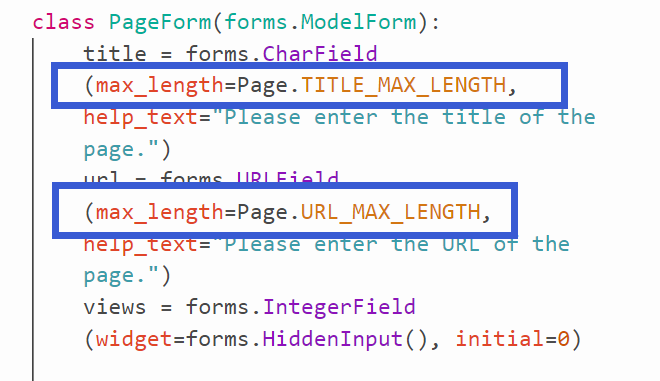 class PageForm(forms.ModelForm):
title = forms.CharField
(max_length=Page.TITLE_MAX_LENGTH,
help_text="Please enter the title of the
page.")
url = forms.URLField
(max_length=Page.URL_MAX_LENGTH,
help_text="Please enter the URL of the
page.")
views = forms.IntegerField
(widget=forms.HiddenInput(), initial=0)